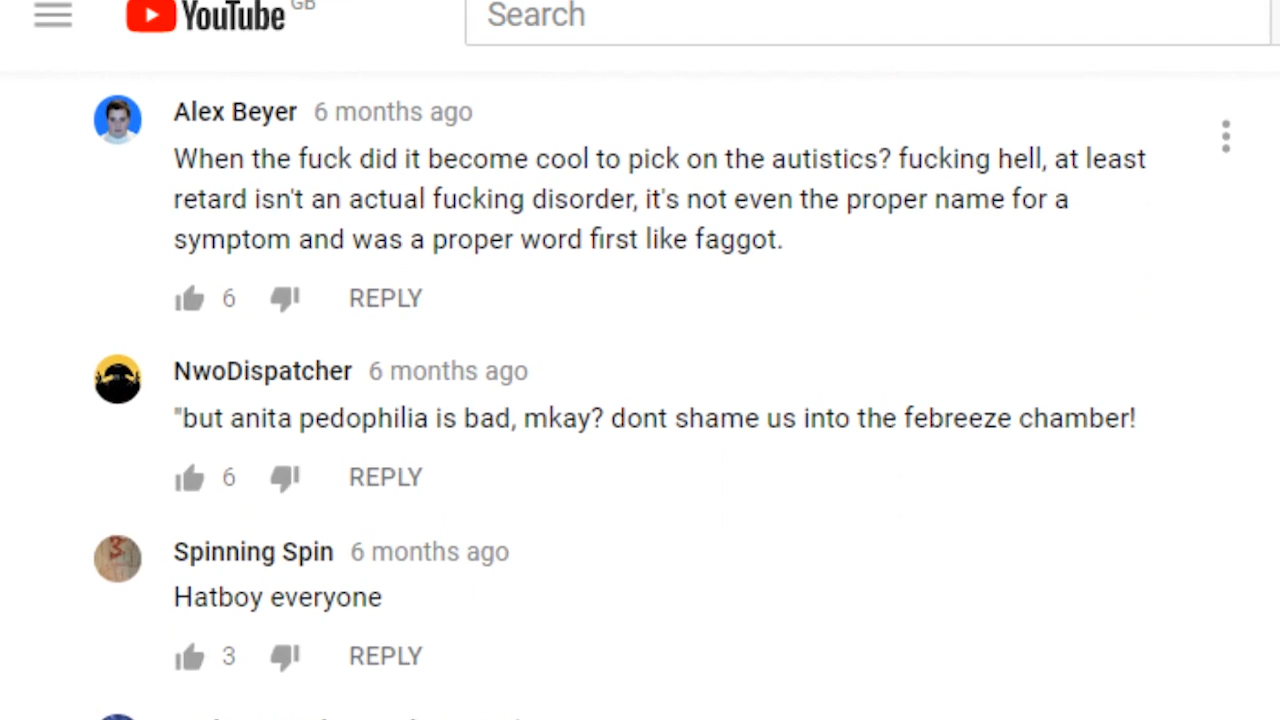 YouTube GB
Search
Alex Beyer 6 months ago
When the fuck did it become cool to pick on the autistics? fucking hell, at least
retard isn't an actual fucking disorder, it's not even the proper name for a
symptom and was a proper word first like faggot.
6 REPLY
NwoDispatcher 6 months ago
"but anita pedophilia is bad, mkay? dont shame us into the febreeze chamber!
6 REPLY
3
Spinning Spin 6 months ago
Hatboy everyone
3 REPLY